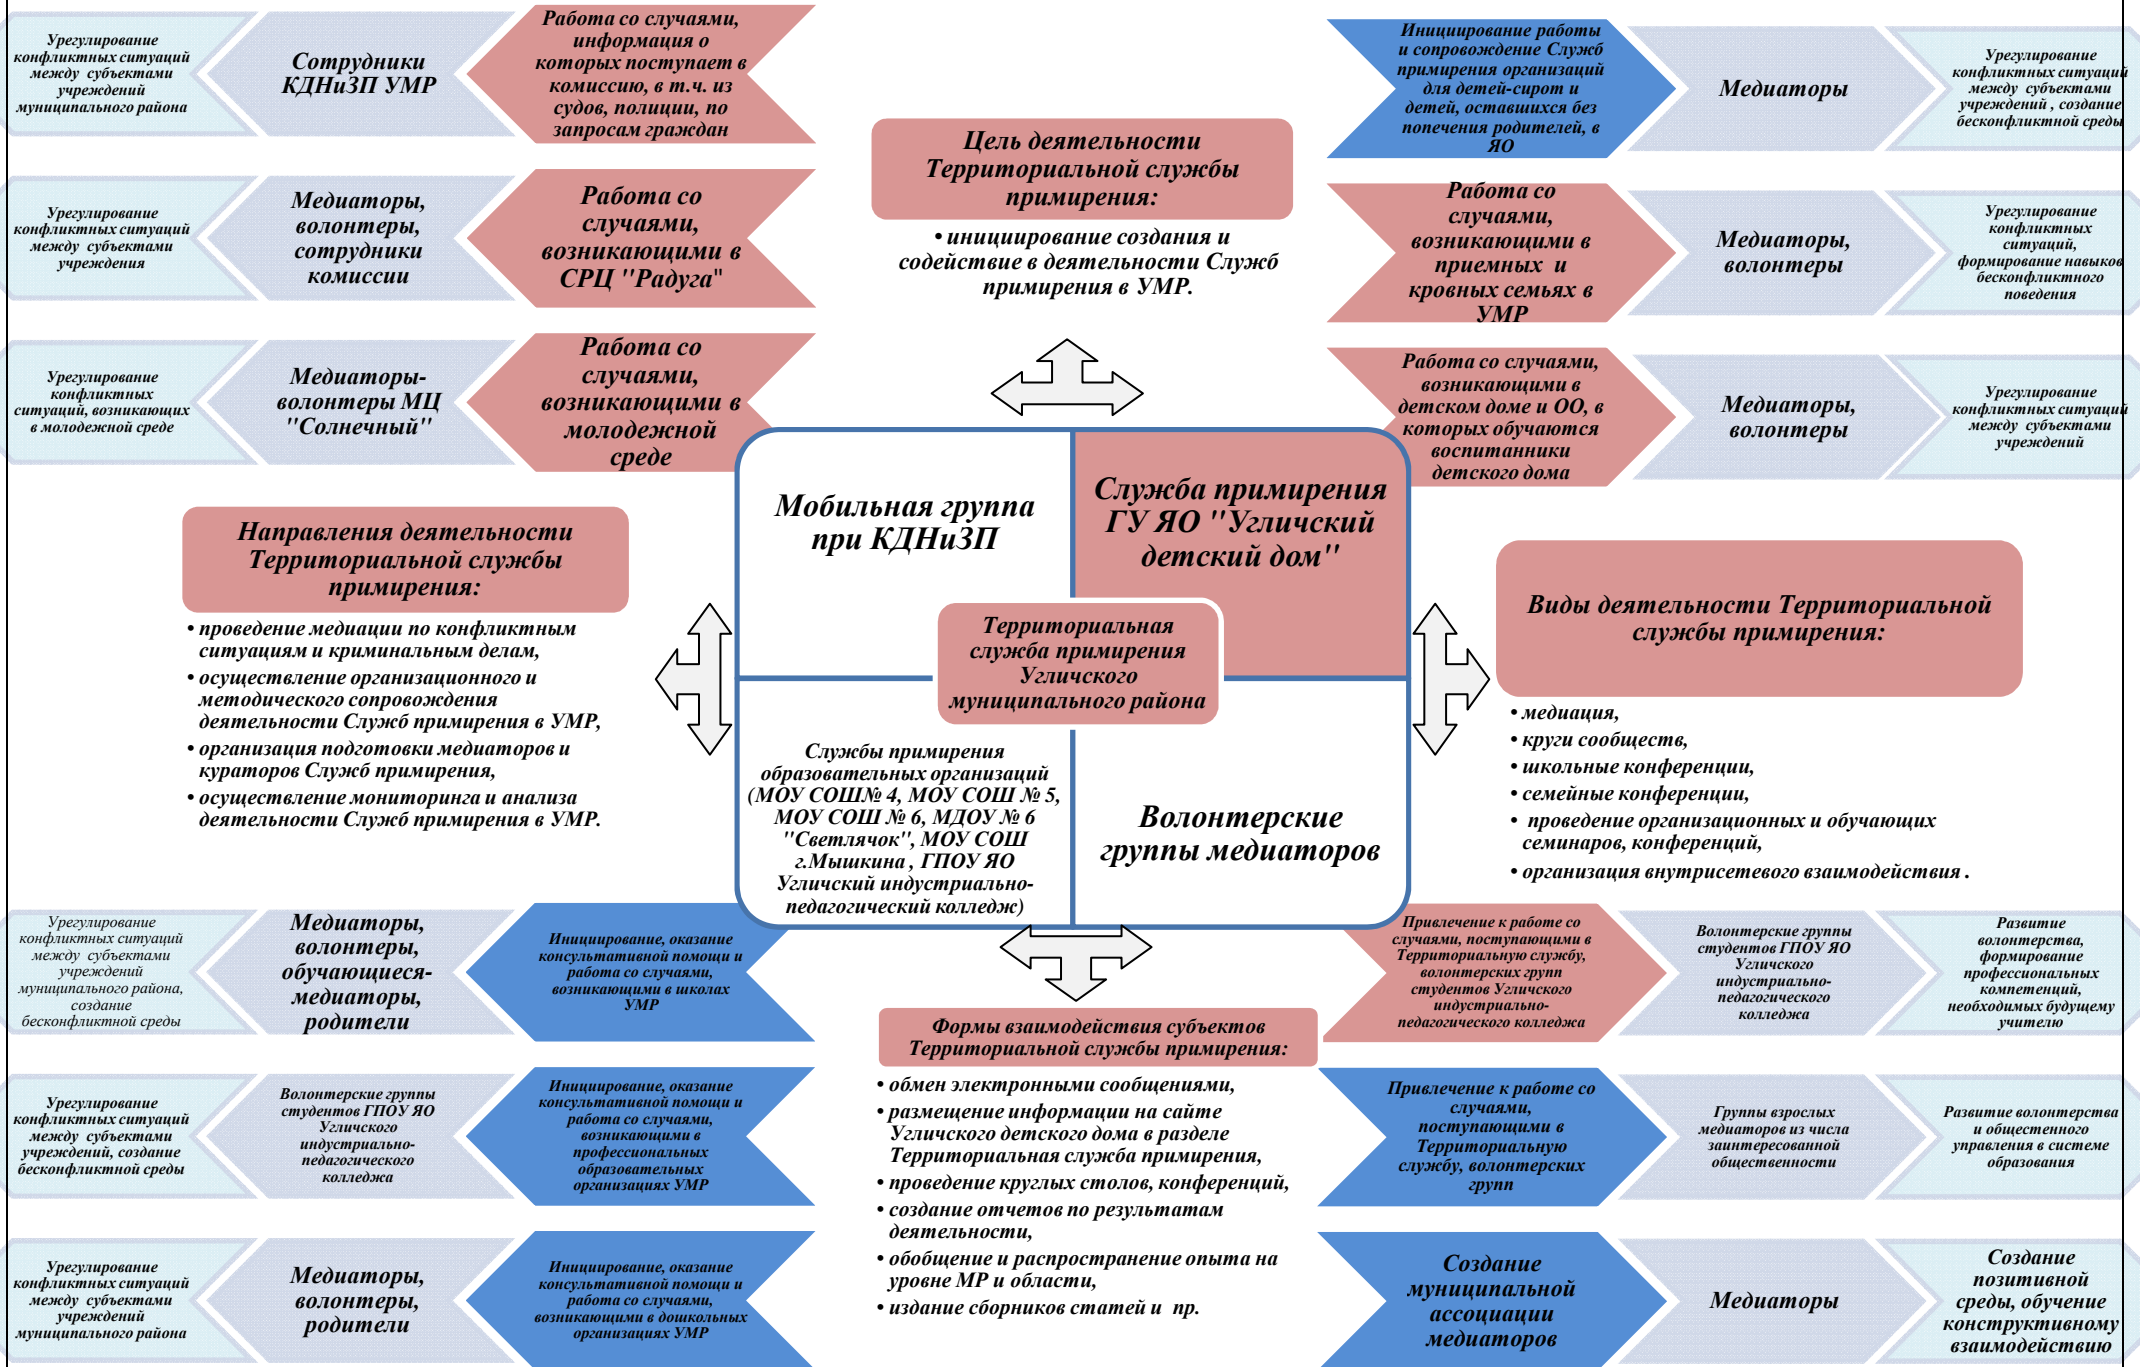 Урегулирование
конфликтных ситуаций
между субъектами
учреждений
муниципального района
Сотрудники
КДНиЗП УМР
Работа со случаями,
информация о
которых поступает в
комиссию, в т.ч. из
судов, полиции, по
запросам граждан
Урегулирование
конфликтных ситуаций
между субъектами
учреждения
Медиаторы,
волонтеры,
сотрудники
комиссии
Работа со
случаями,
возникающими в
СРЦ "Радуга"
Урегулирование
конфликтных
ситуаций, возникающих
в молодежной среде
Медиаторы-
волонтеры МЦ
"Солнечный"
Работа со
случаями,
возникающими в
молодежной
среде
Цель деятельности
Территориальной службы
примирения:
• инициирование создания и
содействие в деятельности Служб
примирения в УМР.
Инициирование работы
и сопровождение Служб
примирения организаций
для детей-сирот и
детей, оставшихся без
попечения родителей, в
ЯО
Медиаторы
Урегулирование
конфликтных ситуаций
между субъектами
учреждений , создание
бесконфликтной среды
Работа со
случаями,
возникающими в
приемных и
кровных семьях в
УМР
Медиаторы,
волонтеры
Урегулирование
конфликтных
ситуаций,
формирование навыков
бесконфликтного
поведения
Работа со случаями,
возникающими в
детском доме и ОО, в
которых обучаются
воспитанники
детского дома
Медиаторы,
волонтеры
Урегулирование
конфликтных ситуаций
между субъектами
учреждений
Направления деятельности
Территориальной службы
примирения:
• проведение медиации по конфликтным
ситуациям и криминальным делам,
• осуществление организационного и
методического сопровождения
деятельности Служб примирения в УМР,
• организация подготовки медиаторов и
кураторов Служб примирения,
• осуществление мониторинга и анализа
деятельности Служб примирения в УМР.
Мобильная группа
при КДНиЗП
Служба примирения
ГУ ЯО "Угличский
детский дом"
Территориальная
служба примирения
Угличского
муниципального района
Службы примирения
образовательных организаций
(МОУ СОШ№ 4, МОУ СОШ № 5,
МОУ СОШ № 6, МДОУ № 6
"Светлячок", МОУ СОШ
г.Мышкина , ГПОУ ЯО
Угличский индустриально-
педагогический колледж)
Волонтерские
группы медиаторов
Виды деятельности Территориальной
службы примирения:
• медиация,
• круги сообществ,
• школьные конференции,
• семейные конференции,
• проведение организационных и обучающих
семинаров, конференций,
• организация внутрисетевого взаимодействия .
Урегулирование
конфликтных ситуаций
между субъектами
учреждений
муниципального района,
создание
бесконфликтной среды
Медиаторы,
волонтеры,
обучающиеся-
медиаторы,
родители
Инициирование, оказание
консультативной помощи и
работа со случаями,
возникающими в школах
УМР
Урегулирование
конфликтных ситуаций
между субъектами
учреждений, создание
бесконфликтной среды
Волонтерские группы
студентов ГПОУ ЯО
Угличского
индустриально-
педагогического
колледжа
Инициирование, оказание
консультативной помощи и
работа со случаями,
возникающими в
профессиональных
образовательных
организациях УМР
Урегулирование
конфликтных ситуаций
между субъектами
учреждений
муниципального района
Медиаторы,
волонтеры,
родители
Инициирование, оказание
консультативной помощи и
работа со случаями,
возникающими в дошкольных
организациях УМР
Формы взаимодействия субъектов
Территориальной службы примирения:
• обмен электронными сообщениями,
• размещение информации на сайте
Угличского детского дома в разделе
Территориальная служба примирения,
• проведение круглых столов, конференций,
• создание отчетов по результатам
деятельности,
• обобщение и распространение опыта на
уровне МР и области,
• издание сборников статей и пр.
Привлечение к работе со
случаями, поступающими в
Территориальную службу,
волонтерских групп
студентов Угличского
индустриально-
педагогического колледжа
Волонтерские группы
студентов ГПОУ ЯО
Угличского
индустриально-
педагогического
колледжа
Развитие
волонтерства,
формирование
профессиональных
компетенций,
необходимых будущему
учителю
Привлечение к работе со
случаями,
поступающими в
Территориальную
службу, волонтерских
групп
Группы взрослых
медиаторов из числа
заинтересованной
общественности
Развитие волонтерства
и общественного
управления в системе
образования
Создание
муниципальной
ассоциации
медиаторов
Медиаторы
Создание
позитивной
среды, обучение
конструктивному
взаимодействию